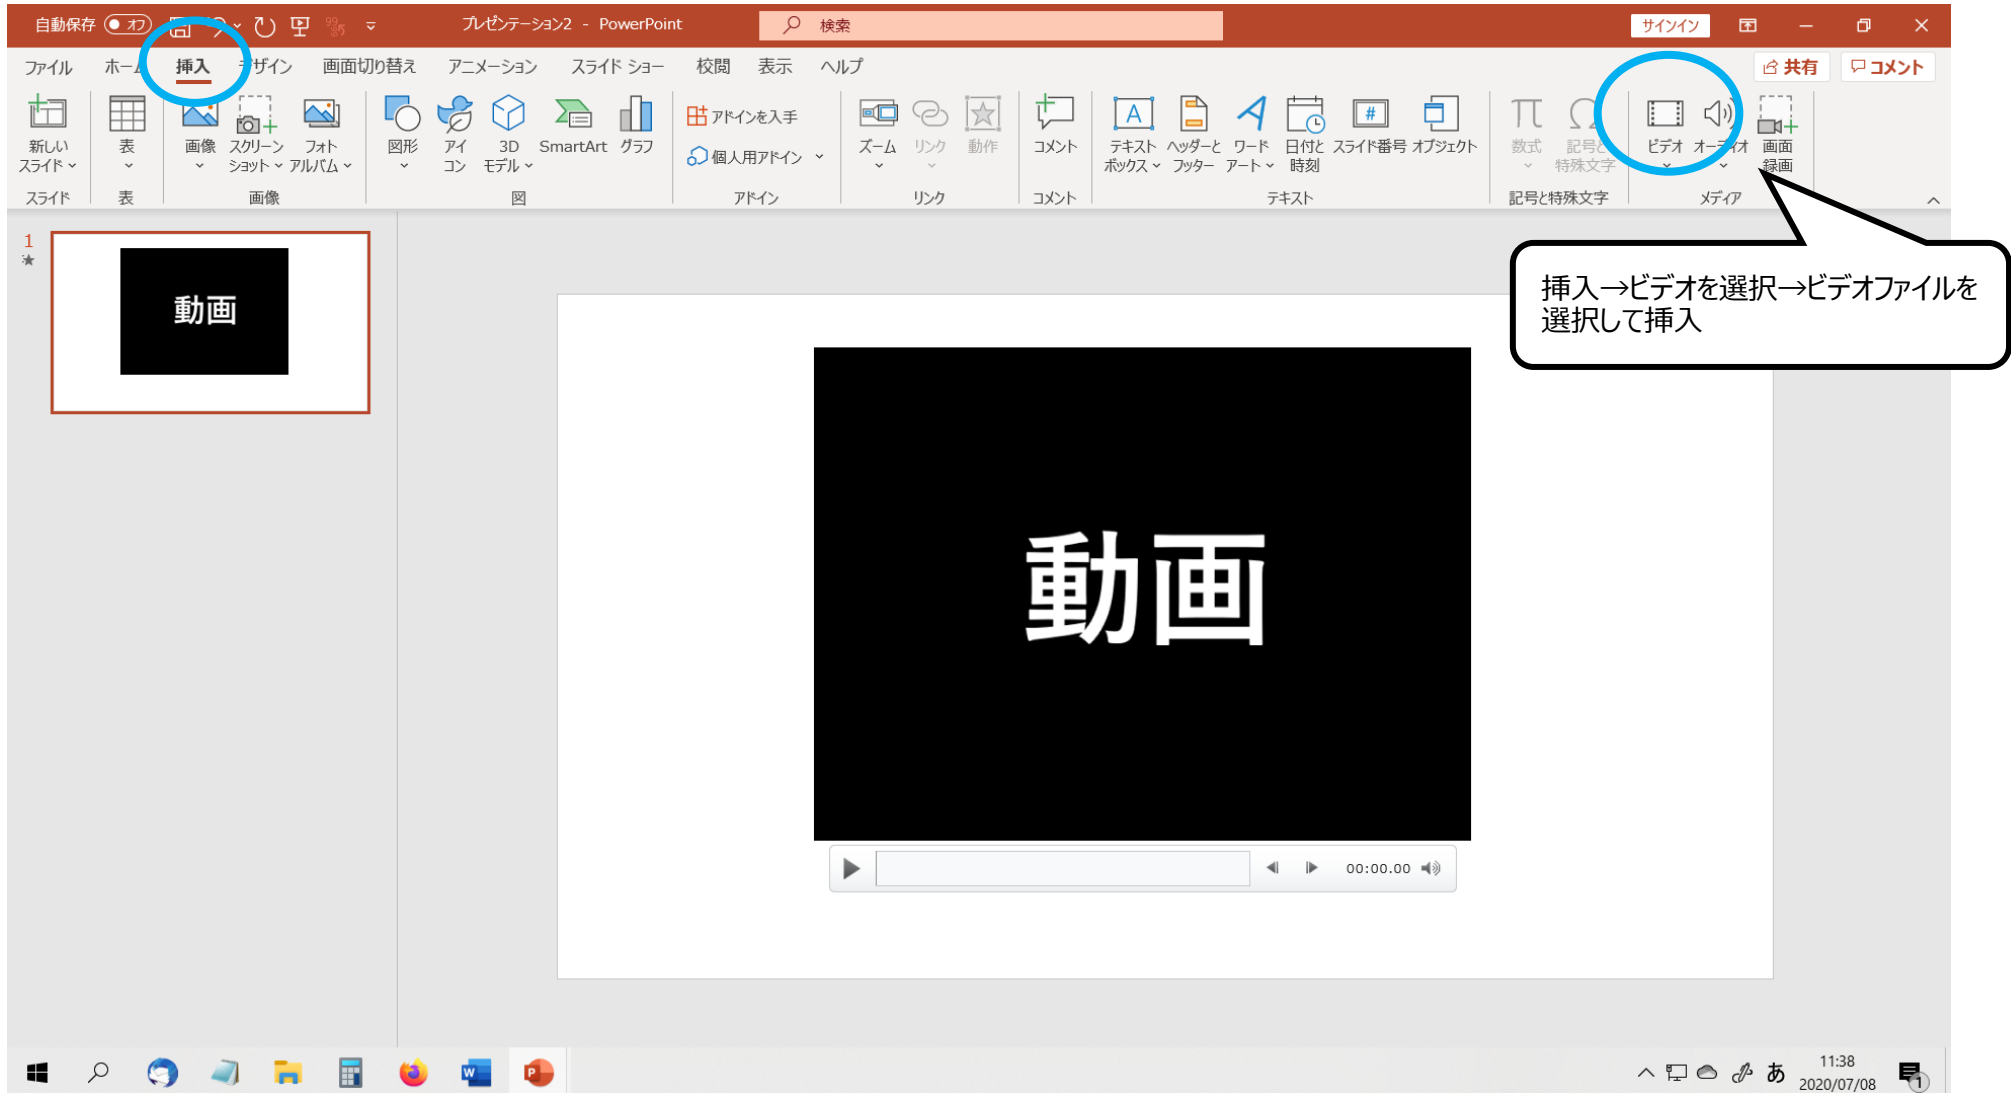 自動保存 オフ プレゼンテーション2 - PowerPoint 検索 サインイン
ファイル 挿入 デザイン 画面切り替え アニメーション スライド ショー 校閲 表示 ヘルプ 共有 コメント
新しい
スライド
表
画像
スクリーン
ショット
フォト
アルバム
図形
アイ
コン
3D
モデル
SmartArt
グラフ
アドインを入手
個人用アドイン
ズーム
リンク
動作
コメント
テキスト
ボックス
ヘッダーと
フッター
ワード
アート
日付と
時刻
スライド番号
オブジェクト
数式
記号と
特殊文字
ビデオ
オーディオ
画面
録画
スライド 表 画像 図 アドイン リンク コメント テキスト 記号と特殊文字 メディア
1
動画
挿入→ビデオを選択→ビデオファイルを
選択して挿入
動画
00:00.00
あ
11:38
2020/07/08
1